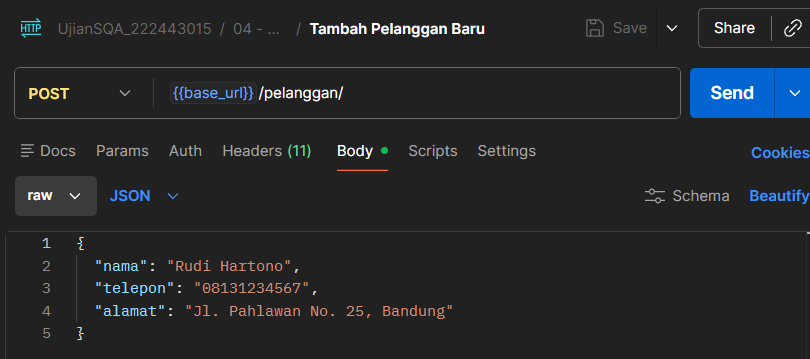 HTTP UjianSQA_222443015 / 04 - ... / Tambah Pelanggan Baru Save Share
POST {{base_url}}/pelanggan/ Send
Docs Params Auth Headers (11) Body Scripts Settings Cookies
raw JSON Schema Beautify
1 {
2 "nama": "Rudi Hartono",
3 "telepon": "08131234567",
4 "alamat": "Jl. Pahlawan No. 25, Bandung"
5 }